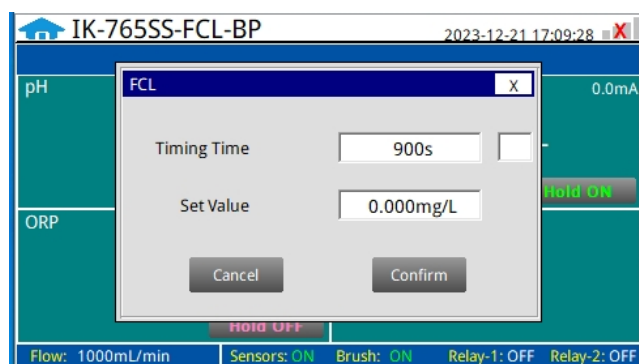 IK-765SS-FCL-BP 2023-12-21 17:09:28 X
pH FCL X 0.0mA
Timing Time 900s
Hold ON
Set Value 0.000mg/L
ORP
Cancel Confirm
Hold OFF
Flow: 1000mL/min Sensors: ON Brush: ON Relay-1: OFF Relay-2: OFF